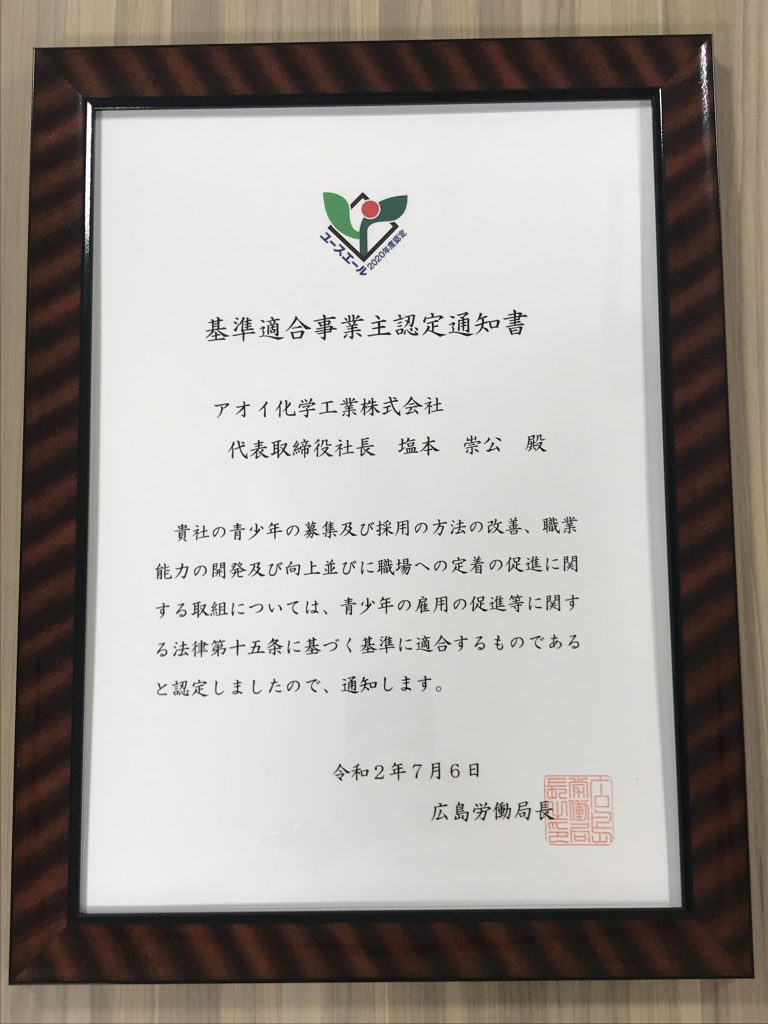 ユースエール
2020年度認定
基準適合事業主認定通知書
アオイ化学工業株式会社
代表取締役社長 塩本 崇公 殿
貴社の青少年の募集及び採用の方法の改善、職業
能力の開発及び向上並びに職場への定着の促進に関
する取組については、青少年の雇用の促進等に関す
る法律第十五条に基づく基準に適合するものである
と認定しましたので、通知します。
令和2年7月6日
広島労働局長
広島
労働局
長之印